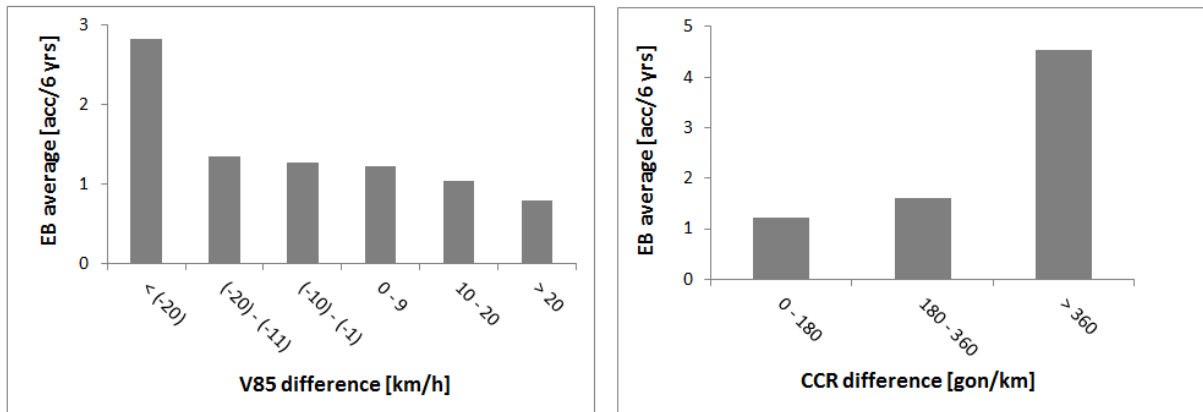 EB average [acc/6 yrs]
3
2
1
0
< (-20)
(-20) - (-11)
(-10) - (-1)
0 - 9
10 - 20
> 20
V85 difference [km/h]
EB average [acc/6 yrs]
5
4
3
2
1
0
0 - 180
180 - 360
> 360
CCR difference [gon/km]